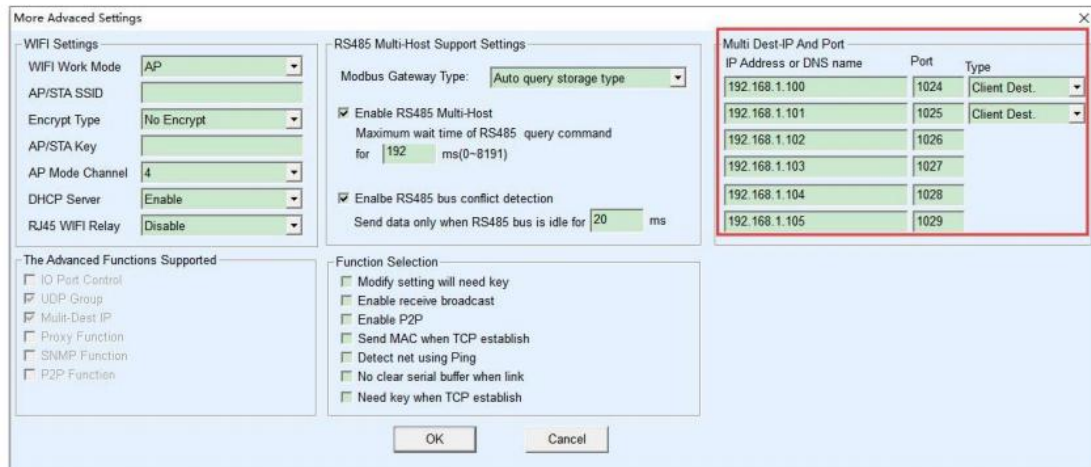 More Advaced Settings
WIFI Settings
WIFI Work Mode AP
AP/STA SSID
Encrypt Type No Encrypt
AP/STA Key
AP Mode Channel 4
DHCP Server Enable
RJ45 WIFI Relay Disable
RS485 Multi-Host Support Settings
Modbus Gateway Type: Auto query storage type
Enable RS485 Multi-Host
Maximum wait time of RS485 query command
for 192 ms(0~8191)
Enalbe RS485 bus conflict detection
Send data only when RS485 bus is idle for 20 ms
Multi Dest-IP And Port
IP Address or DNS name Port Type
192.168.1.100 1024 Client Dest.
192.168.1.101 1025 Client Dest.
192.168.1.102 1026
192.168.1.103 1027
192.168.1.104 1028
192.168.1.105 1029
The Advanced Functions Supported
IO Port Control
UDP Group
Mulit-Dest IP
Proxy Function
SNMP Function
P2P Function
Function Selection
Modify setting will need key
Enable receive broadcast
Enable P2P
Send MAC when TCP establish
Detect net using Ping
No clear serial buffer when link
Need key when TCP establish
OK Cancel